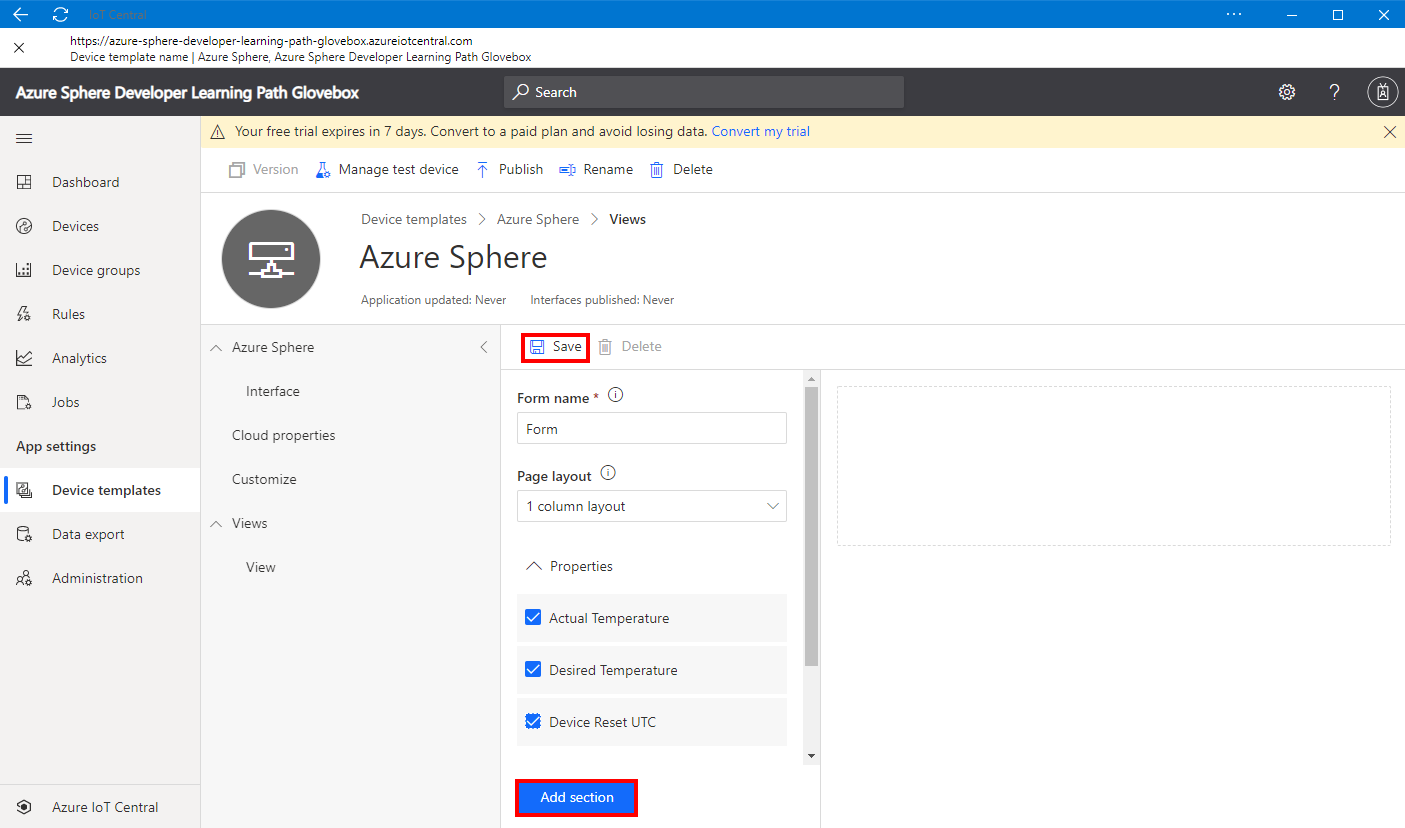 IoT Central
https://azure-sphere-developer-learning-path-glovebox.azureiotcentral.com
Device template name | Azure Sphere, Azure Sphere Developer Learning Path Glovebox
Azure Sphere Developer Learning Path Glovebox
Search
?
Your free trial expires in 7 days. Convert to a paid plan and avoid losing data. Convert my trial
Version
Manage test device
Publish
Rename
Delete
Dashboard
Devices
Device groups
Rules
Analytics
Jobs
App settings
Device templates
Data export
Administration
Azure IoT Central
Device templates > Azure Sphere > Views
Azure Sphere
Application updated: Never
Interfaces published: Never
Azure Sphere
Interface
Cloud properties
Customize
Views
View
Save
Delete
Form name *
Form
Page layout
1 column layout
Properties
Actual Temperature
Desired Temperature
Device Reset UTC
Add section